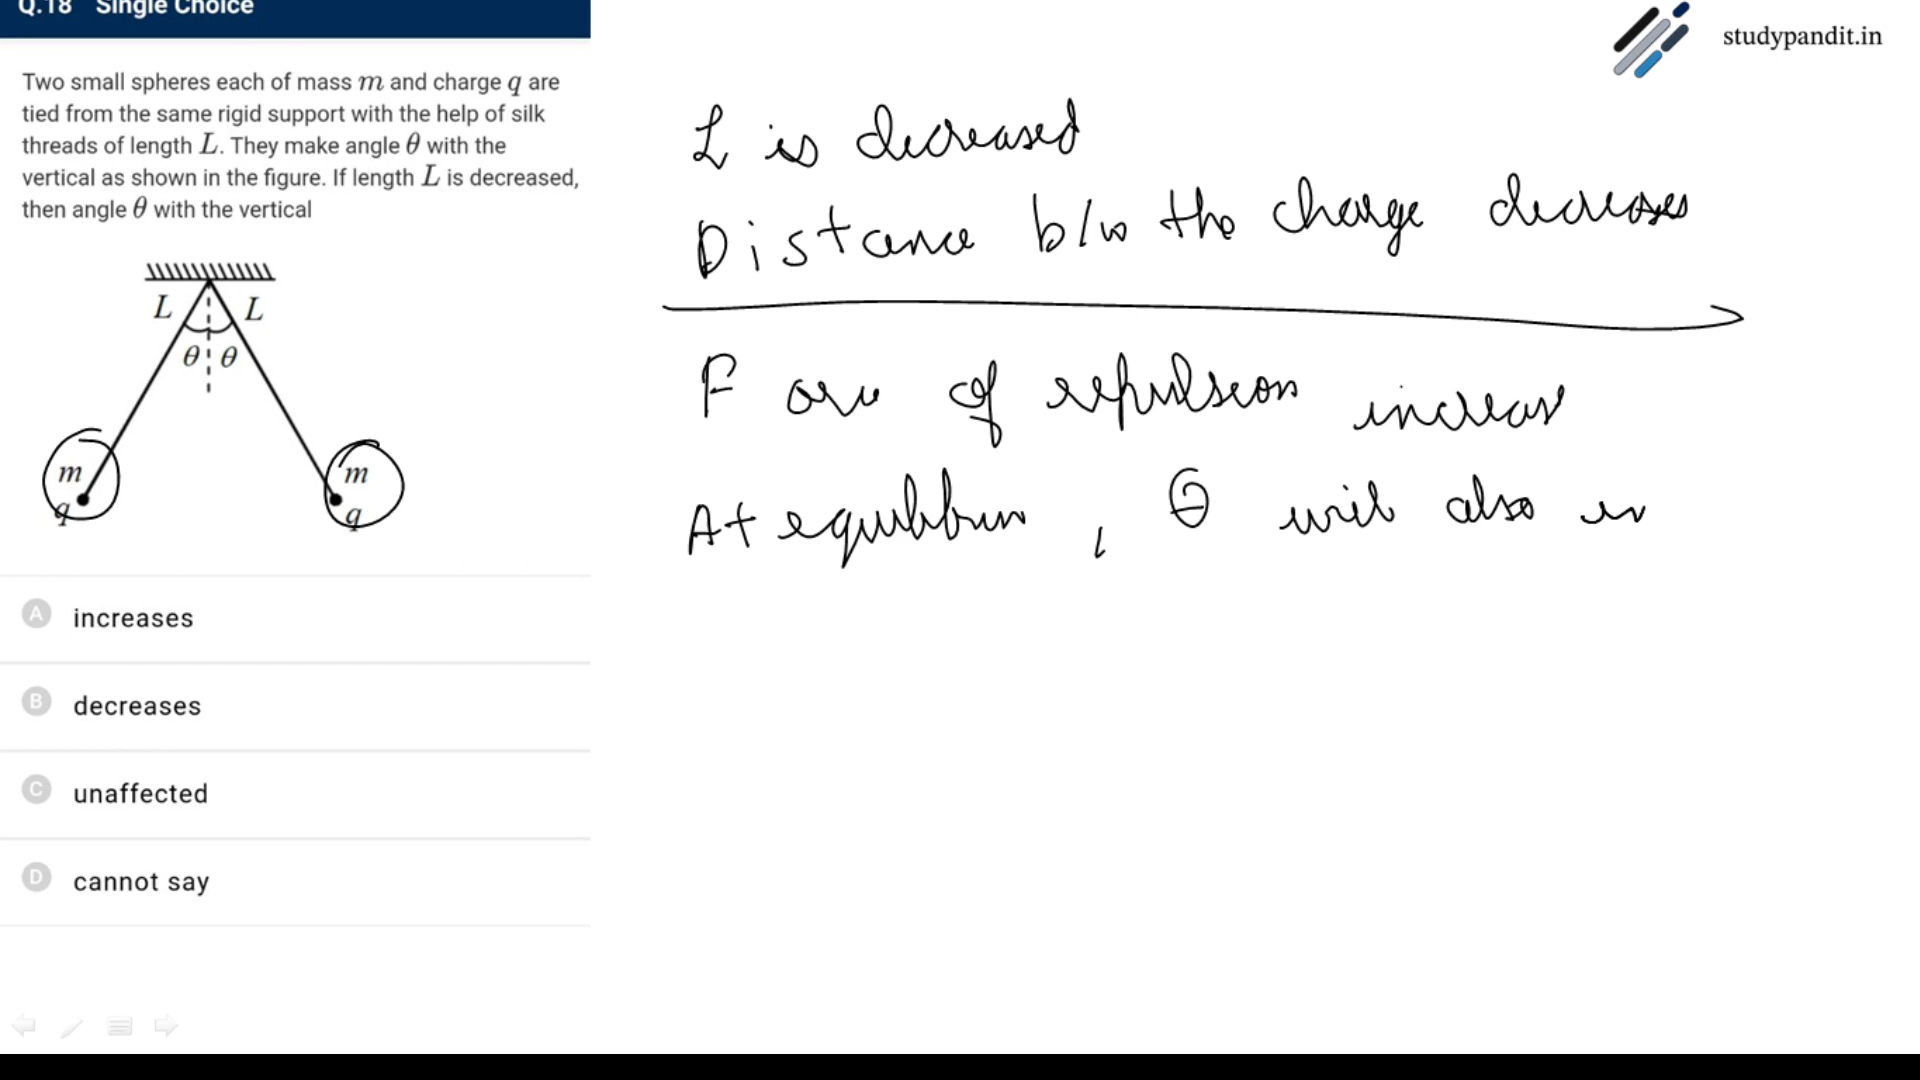 Q.18 Single Choice
studypandit.in
Two small spheres each of mass m and charge q are
tied from the same rigid support with the help of silk
threads of length L. They make angle θ with the
vertical as shown in the figure. If length L is decreased,
then angle θ with the vertical
L L
θ θ
m m
q q
A increases
B decreases
C unaffected
D cannot say
L is decreased
Distance b/w the charge decreases
Force of repulsion increase
At equilibrium, θ will also in